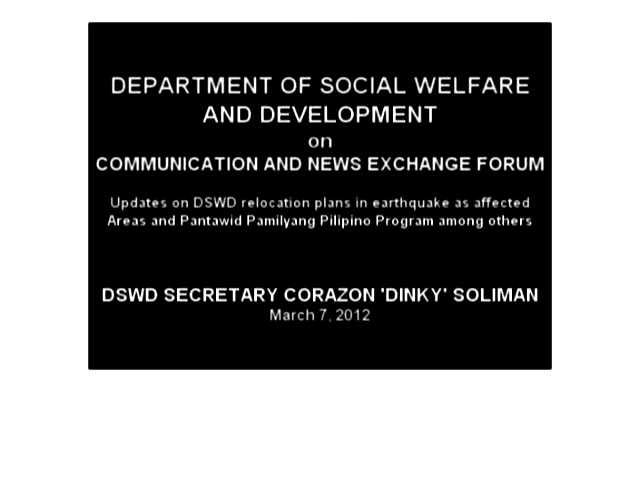 DEPARTMENT OF SOCIAL WELFARE
AND DEVELOPMENT
on
COMMUNICATION AND NEWS EXCHANGE FORUM
Updates on DSWD relocation plans in earthquake as affected
Areas and Pantawid Pamilyang Pilipino Program among others
DSWD SECRETARY CORAZON 'DINKY' SOLIMAN
March 7, 2012